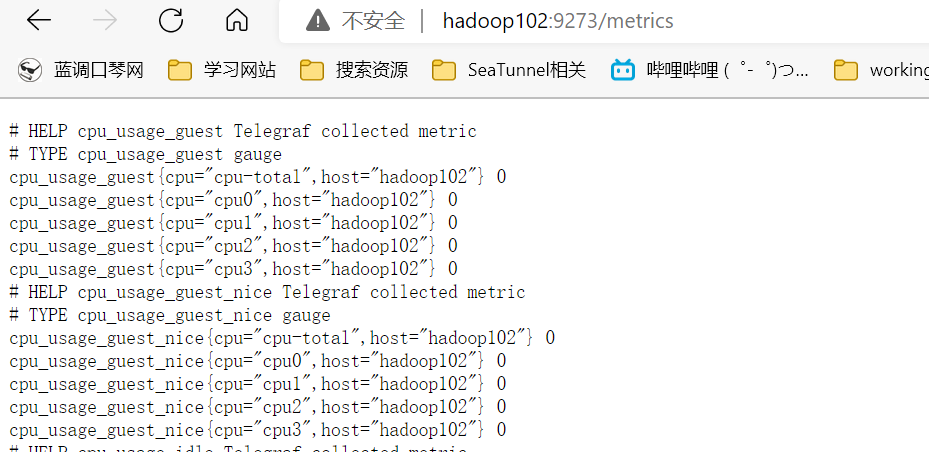 不安全 | hadoop102:9273/metrics
蓝调口琴网 学习网站 搜索资源 SeaTunnel相关 哔哩哔哩 ( ゜- ゜)つ... working
# HELP cpu_usage_guest Telegraf collected metric
# TYPE cpu_usage_guest gauge
cpu_usage_guest{cpu="cpu-total",host="hadoop102"} 0
cpu_usage_guest{cpu="cpu0",host="hadoop102"} 0
cpu_usage_guest{cpu="cpu1",host="hadoop102"} 0
cpu_usage_guest{cpu="cpu2",host="hadoop102"} 0
cpu_usage_guest{cpu="cpu3",host="hadoop102"} 0
# HELP cpu_usage_guest_nice Telegraf collected metric
# TYPE cpu_usage_guest_nice gauge
cpu_usage_guest_nice{cpu="cpu-total",host="hadoop102"} 0
cpu_usage_guest_nice{cpu="cpu0",host="hadoop102"} 0
cpu_usage_guest_nice{cpu="cpu1",host="hadoop102"} 0
cpu_usage_guest_nice{cpu="cpu2",host="hadoop102"} 0
cpu_usage_guest_nice{cpu="cpu3",host="hadoop102"} 0
# HELP cpu_usage_idle Telegraf collected metric